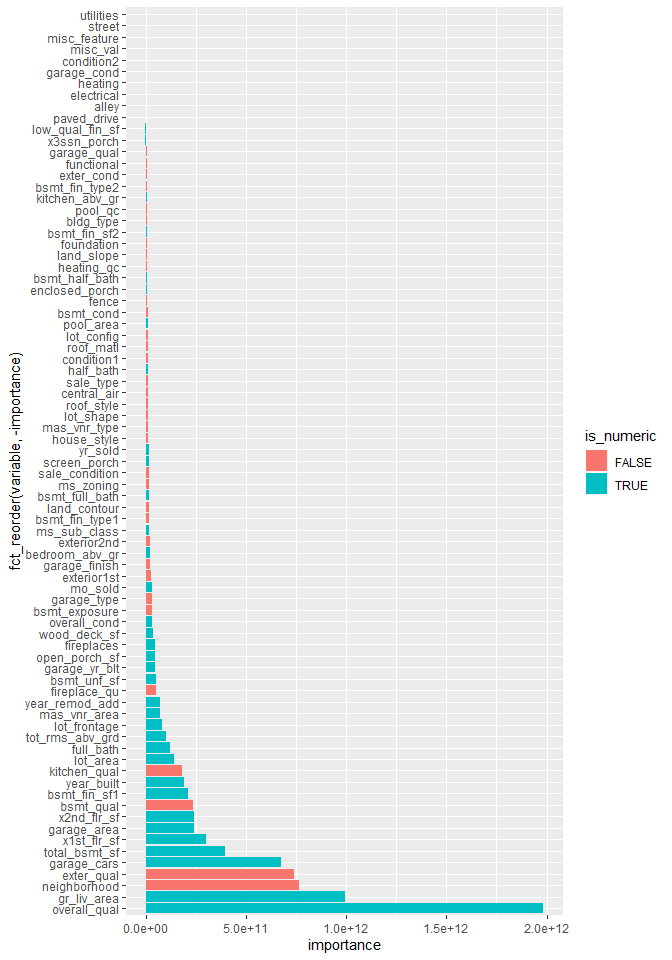 utilities
street
misc_feature
misc_val
condition2
garage_cond
heating
electrical
alley
paved_drive
low_qual_fin_sf
x3ssn_porch
garage_qual
functional
exter_cond
bsmt_fin_type2
kitchen_abv_gr
pool_qc
bldg_type
bsmt_fin_sf2
foundation
land_slope
heating_qc
bsmt_half_bath
enclosed_porch
fence
bsmt_cond
pool_area
lot_config
roof_matl
condition1
half_bath
sale_type
central_air
roof_style
lot_shape
mas_vnr_type
house_style
yr_sold
screen_porch
sale_condition
ms_zoning
bsmt_full_bath
land_contour
bsmt_fin_type1
ms_sub_class
exterior2nd
bedroom_abv_gr
garage_finish
exterior1st
mo_sold
garage_type
bsmt_exposure
overall_cond
wood_deck_sf
fireplaces
open_porch_sf
garage_yr_blt
bsmt_unf_sf
fireplace_qu
year_remod_add
mas_vnr_area
lot_frontage
tot_rms_abv_grd
full_bath
lot_area
kitchen_qual
year_built
bsmt_fin_sf1
bsmt_qual
x2nd_flr_sf
garage_area
x1st_flr_sf
total_bsmt_sf
garage_cars
exter_qual
neighborhood
gr_liv_area
overall_qual
fct_reorder(variable, -importance)
0.0e+00 5.0e+11 1.0e+12 1.5e+12 2.0e+12
importance
is_numeric
FALSE
TRUE